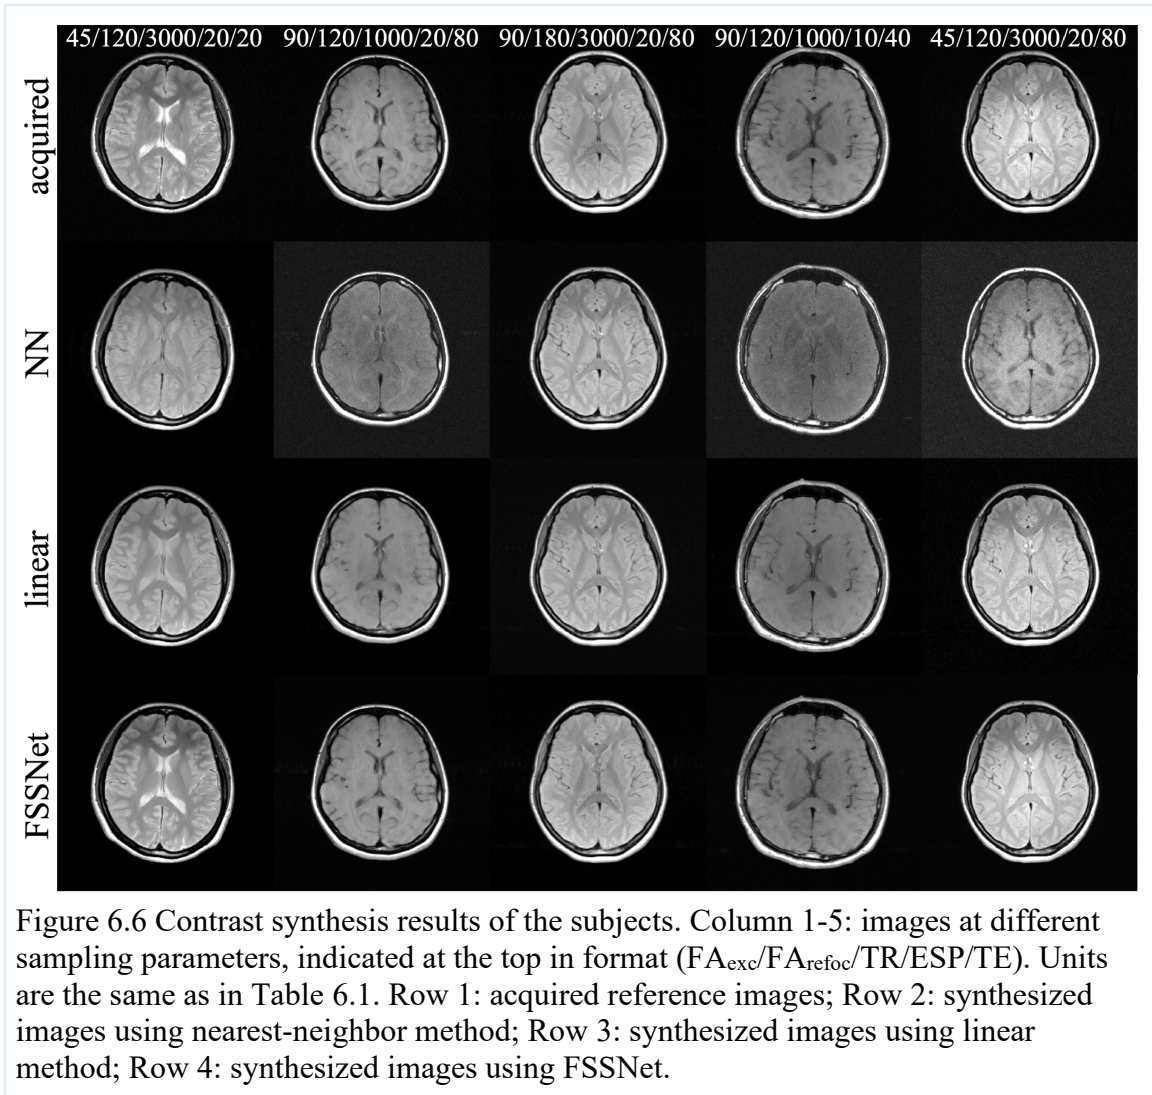 45/120/3000/20/20 90/120/1000/20/80 90/180/3000/20/80 90/120/1000/10/40 45/120/3000/20/80
acquired
NN
linear
FSSNet
Figure 6.6 Contrast synthesis results of the subjects. Column 1-5: images at different
sampling parameters, indicated at the top in format (FAexc/FArefoc/TR/ESP/TE). Units
are the same as in Table 6.1. Row 1: acquired reference images; Row 2: synthesized
images using nearest-neighbor method; Row 3: synthesized images using linear
method; Row 4: synthesized images using FSSNet.